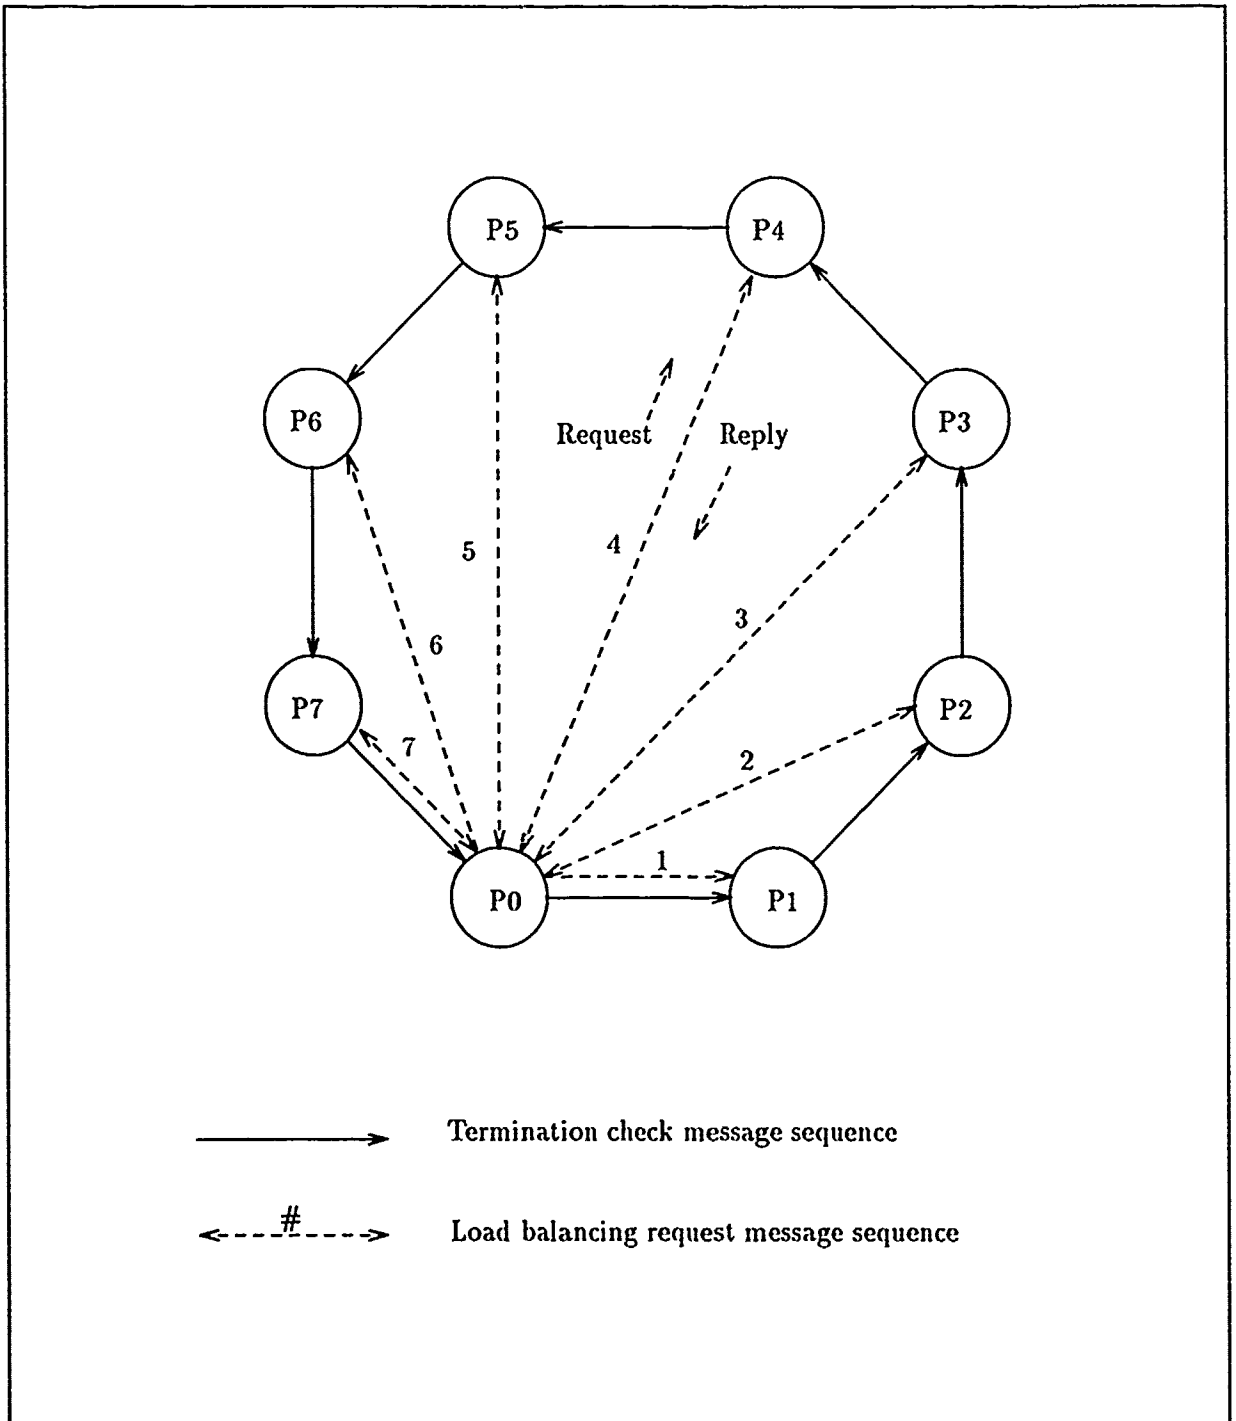 P5
P4
P6
Request
Reply
P3
5
4
3
6
P7
7
2
P2
1
P0
P1
Termination check message sequence
#
Load balancing request message sequence